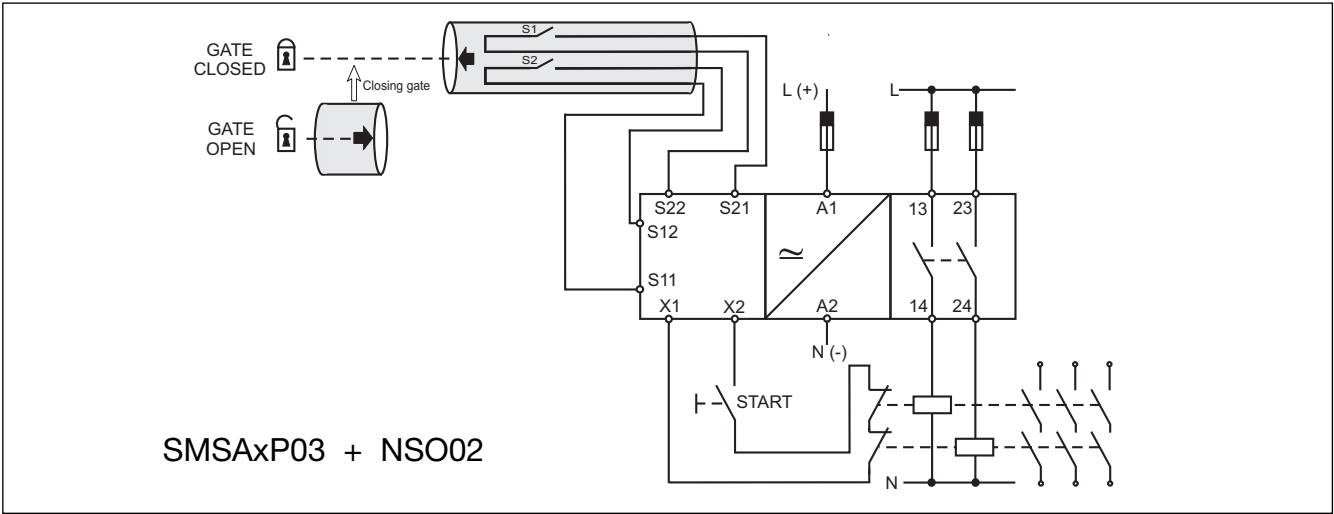 S1
S2
GATE
CLOSED
Closing gate
GATE
OPEN
L (+)
L
S22 S21 A1 13 23
S12
≃
S11
X1 X2 A2 14 24
N (-)
START
N
SMSAxP03 + NSO02